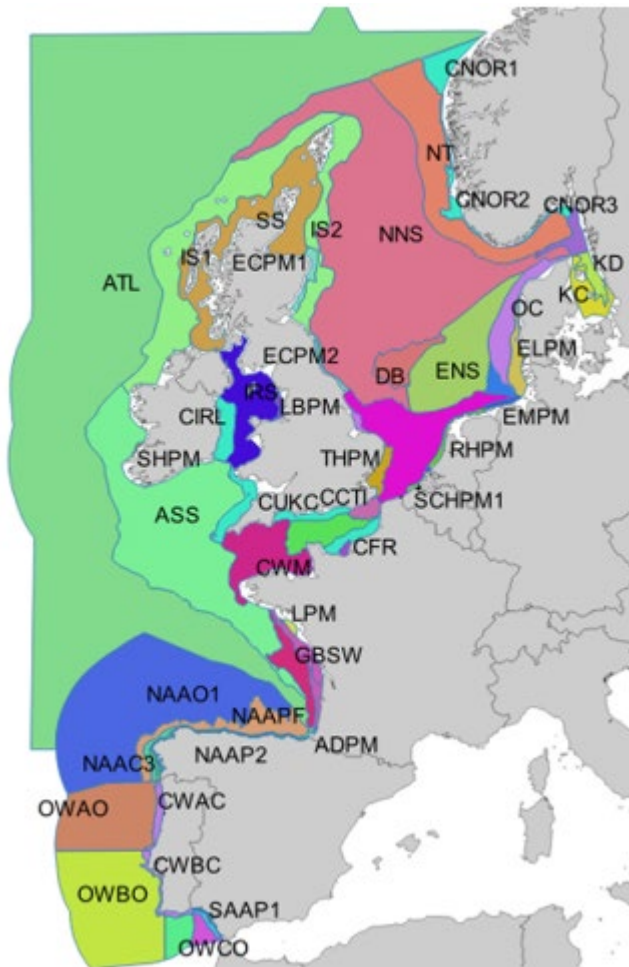 CNOR1
NT
CNOR2
CNOR3
SS
IS2
NNS
KD
IS1
ECPM1
ATL
KC
OC
ECPM2
ELPM
DB
ENS
IRS
LBPM
CIRL
EMPM
RHPM
SHPM
THPM
SCHPM1
CUKC
CCTI
ASS
CFR
CWM
LPM
GBSW
NAAO1
NAAPF
ADPM
NAAP2
NAAC3
OWAO
CWAC
CWBC
OWBO
SAAP1
OWCO